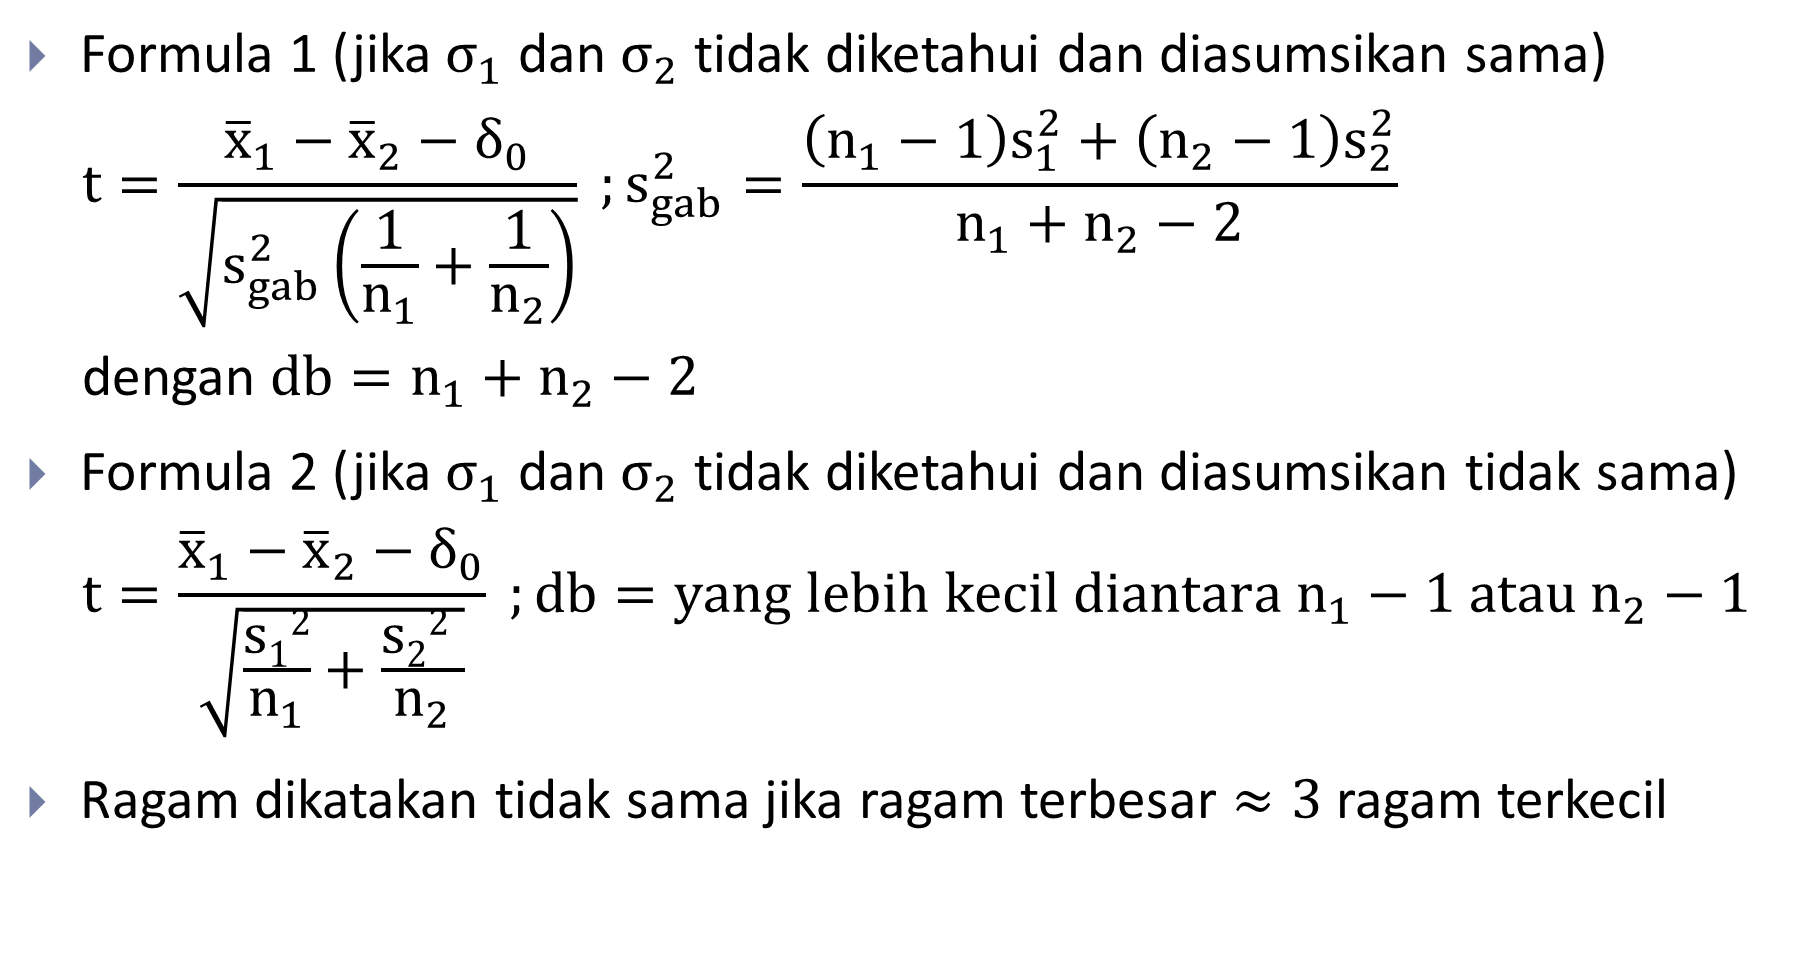 Formula 1 (jika σ₁ dan σ₂ tidak diketahui dan diasumsikan sama)
t = (x̄₁ − x̄₂ − δ₀) / √(s²gab (1/n₁ + 1/n₂)) ; s²gab = ((n₁ − 1)s₁² + (n₂ − 1)s₂²) / (n₁ + n₂ − 2)
dengan db = n₁ + n₂ − 2
Formula 2 (jika σ₁ dan σ₂ tidak diketahui dan diasumsikan tidak sama)
t = (x̄₁ − x̄₂ − δ₀) / √(s₁²/n₁ + s₂²/n₂) ; db = yang lebih kecil diantara n₁ − 1 atau n₂ − 1
Ragam dikatakan tidak sama jika ragam terbesar ≈ 3 ragam terkecil